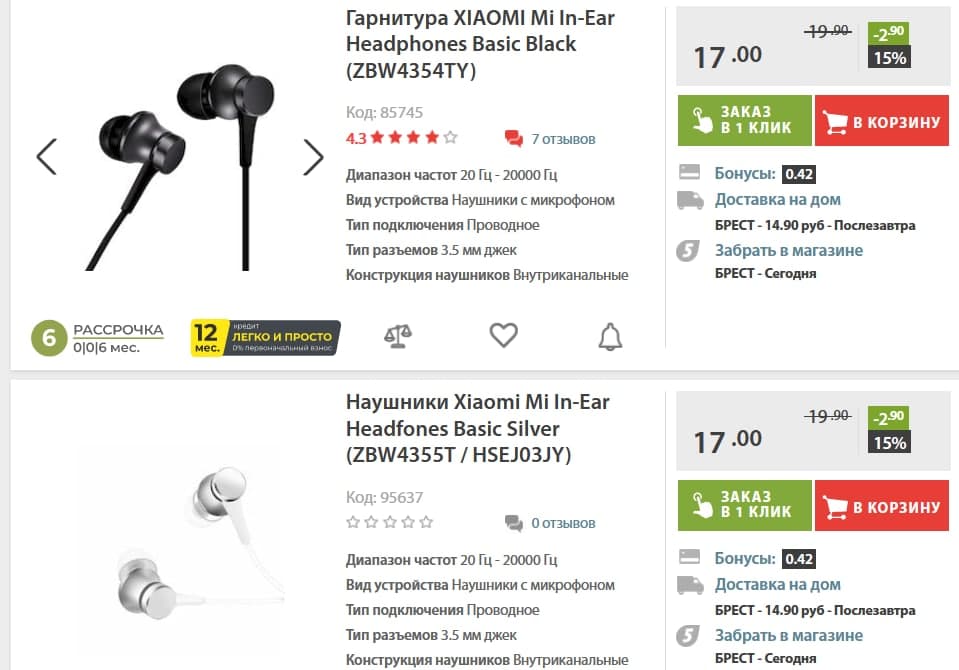 Гарнитура XIAOMI Mi In-Ear
Headphones Basic Black
(ZBW4354TY)
Код: 85745
4.3
7 отзывов
Диапазон частот 20 Гц - 20000 Гц
Вид устройства Наушники с микрофоном
Тип подключения Проводное
Тип разъемов 3.5 мм джек
Конструкция наушников Внутриканальные
19.90
-2.90
17.00
15%
ЗАКАЗ
В 1 КЛИК
В КОРЗИНУ
Бонусы: 0.42
Доставка на дом
БРЕСТ - 14.90 руб - Послезавтра
5 Забрать в магазине
БРЕСТ - Сегодня
6 РАССРОЧКА
0|0|6 мес.
12 мес.
кредит
ЛЕГКО И ПРОСТО
0% первоначальный взнос
Наушники Xiaomi Mi In-Ear
Headfones Basic Silver
(ZBW4355T / HSEJ03JY)
Код: 95637
0 отзывов
Диапазон частот 20 Гц - 20000 Гц
Вид устройства Наушники с микрофоном
Тип подключения Проводное
Тип разъемов 3.5 мм джек
Конструкция наушников Внутриканальные
19.90
-2.90
17.00
15%
ЗАКАЗ
В 1 КЛИК
В КОРЗИНУ
Бонусы: 0.42
Доставка на дом
БРЕСТ - 14.90 руб - Послезавтра
5 Забрать в магазине
БРЕСТ - Сегодня